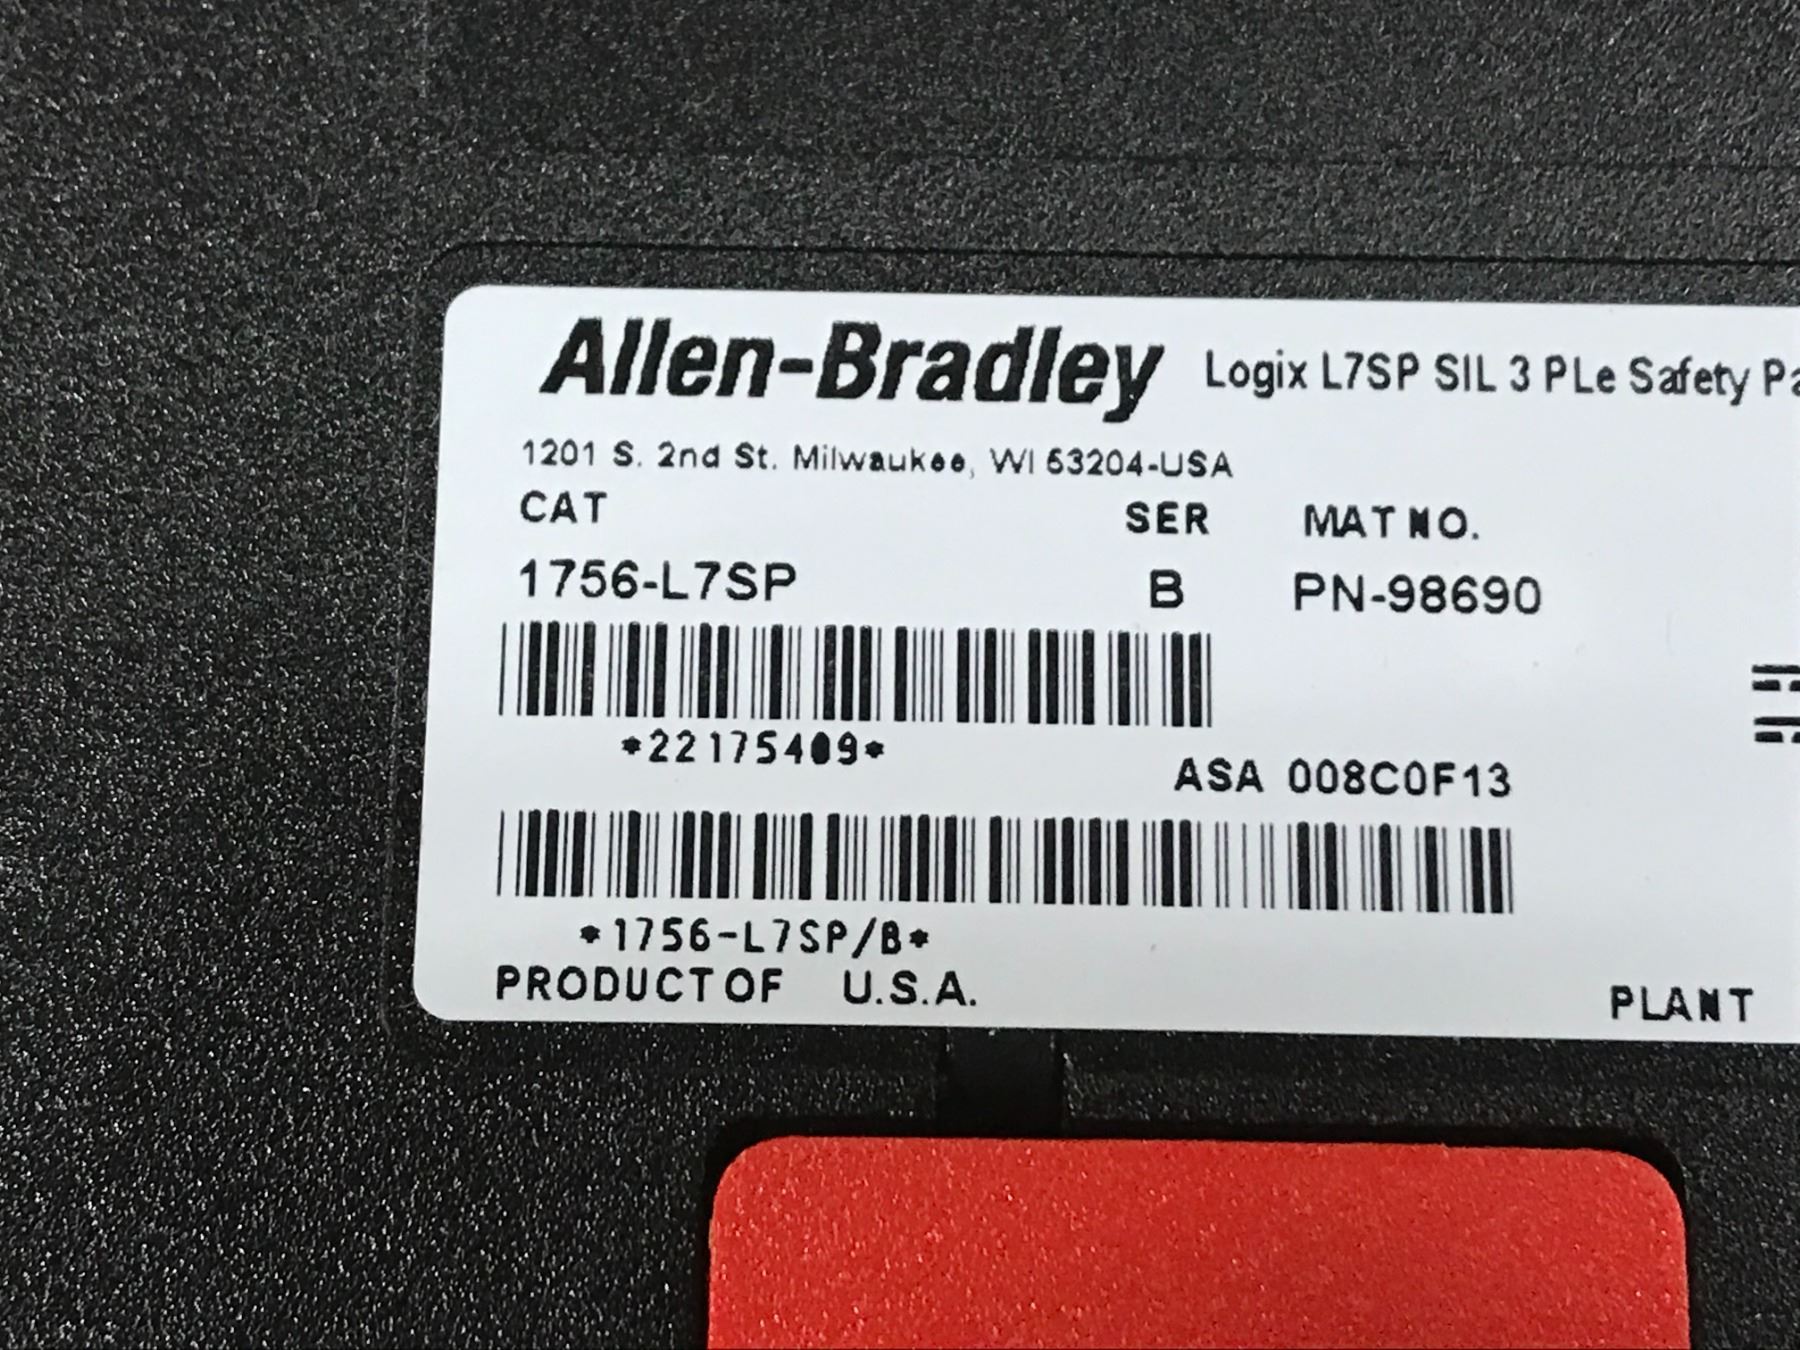 Allen-Bradley Logix L7SP SIL 3 PLe Safety
1201 S. 2nd St. Milwaukee, WI 53204-USA
CAT SER MAT NO.
1756-L7SP B PN-98690
*22175409*
ASA 008C0F13
*1756-L7SP/B*
PRODUCT OF U.S.A. PLANT